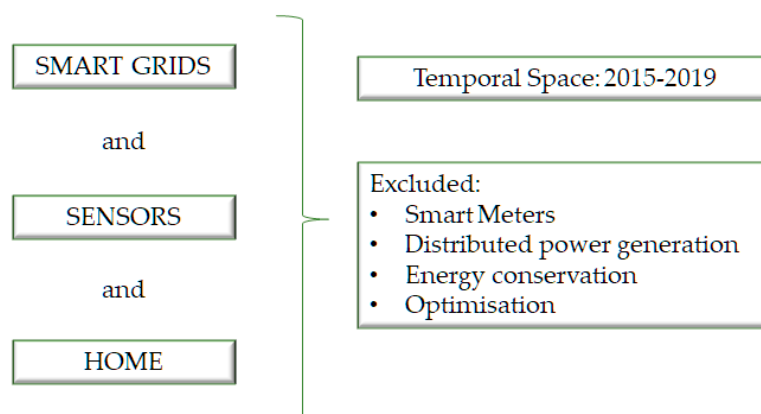 SMART GRIDS
and
SENSORS
and
HOME
Temporal Space: 2015-2019
Excluded:
• Smart Meters
• Distributed power generation
• Energy conservation
• Optimisation